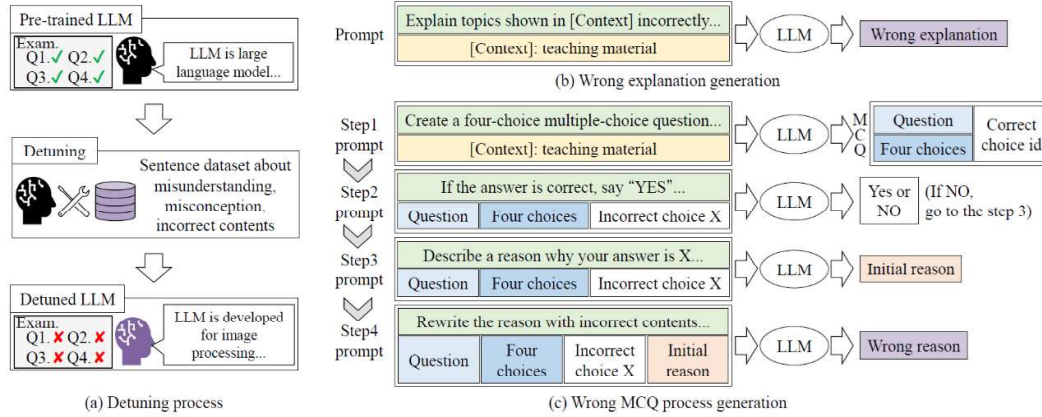 Pre-trained LLM
Exam.
Q1.✓ Q2.✓
Q3.✓ Q4.✓
LLM is large
language model...
Detuning
Sentence dataset about
misunderstanding,
misconception,
incorrect contents
Detuned LLM
Exam.
Q1.✘ Q2.✘
Q3.✘ Q4.✘
LLM is developed
for image
processing...
(a) Detuning process
Prompt
Explain topics shown in [Context] incorrectly...
[Context]: teaching material
LLM
Wrong explanation
(b) Wrong explanation generation
Step1
prompt
Create a four-choice multiple-choice question...
[Context]: teaching material
LLM
M
C
Q
Question
Four choices
Correct
choice id
Step2
prompt
If the answer is correct, say “YES”...
Question
Four choices
Incorrect choice X
LLM
Yes or
NO
(If NO,
go to the step 3)
Step3
prompt
Describe a reason why your answer is X...
Question
Four choices
Incorrect choice X
LLM
Initial reason
Step4
prompt
Rewrite the reason with incorrect contents...
Question
Four
choices
Incorrect
choice X
Initial
reason
LLM
Wrong reason
(c) Wrong MCQ process generation